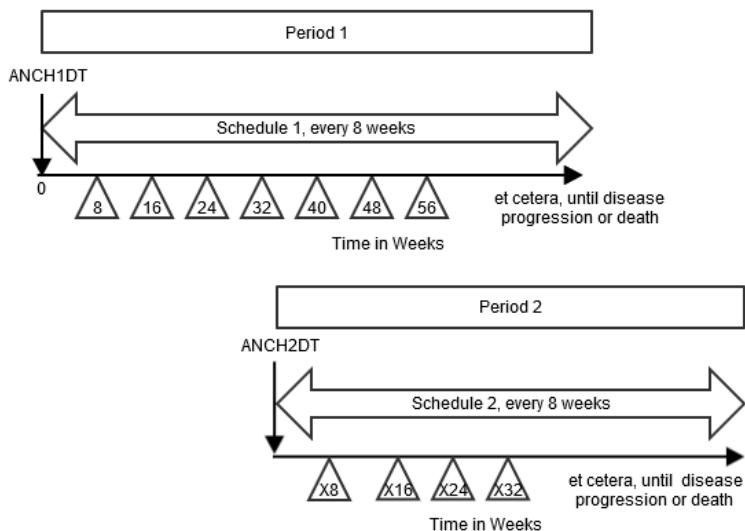 Period 1
ANCH1DT
Schedule 1, every 8 weeks
0
8 16 24 32 40 48 56
et cetera, until disease
progression or death
Time in Weeks
Period 2
ANCH2DT
Schedule 2, every 8 weeks
X8 X16 X24 X32
et cetera, until disease
progression or death
Time in Weeks